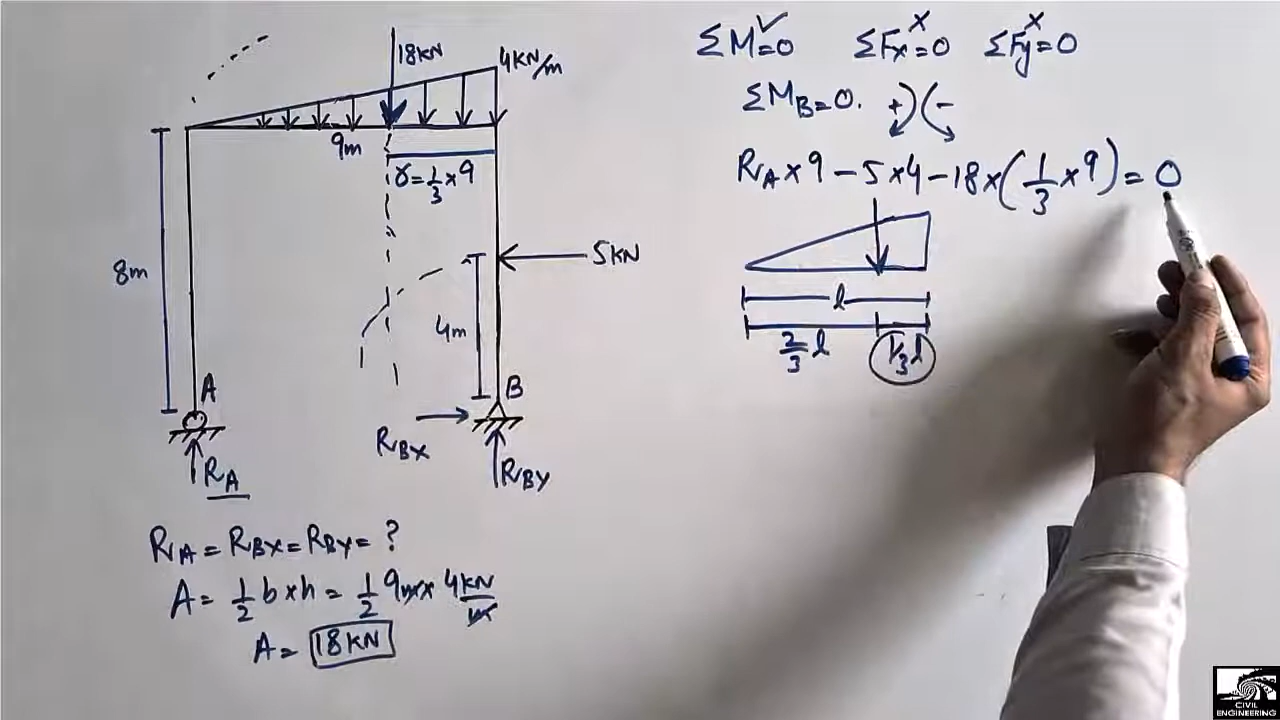 18KN
4KN/m
9m
r=1/3×9
8m
5KN
4m
A
B
RBX
RA
RBY
RA=RBX=RBY=?
A= 1/2 b×h = 1/2 9m× 4KN/m
A= 18KN
ΣM=0 ΣFx=0 ΣFy=0
ΣMB=0. +)(-
RA×9-5×4-18×(1/3×9)=0
l
2/3 l 1/3 l
CIVIL
ENGINEERING